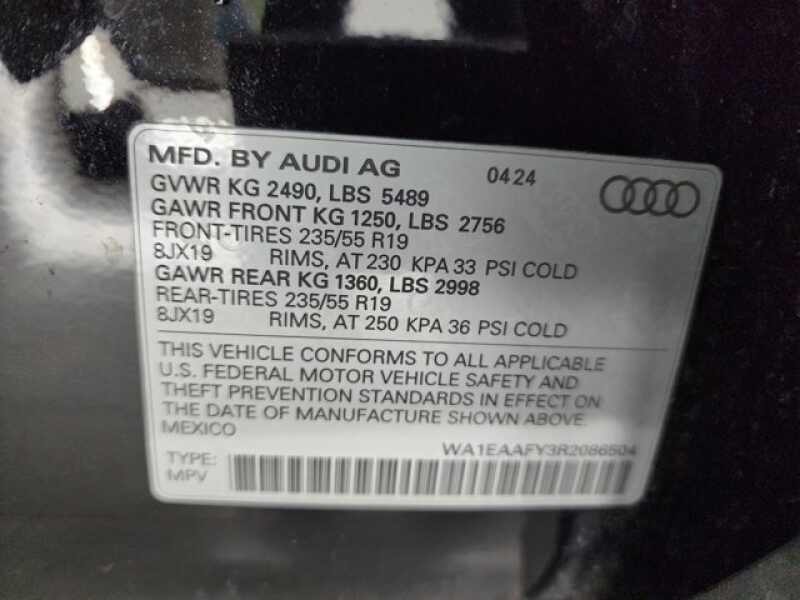 MFD. BY AUDI AG 0424
GVWR KG 2490, LBS 5489
GAWR FRONT KG 1250, LBS 2756
FRONT-TIRES 235/55 R19
8JX19 RIMS, AT 230 KPA 33 PSI COLD
GAWR REAR KG 1360, LBS 2998
REAR-TIRES 235/55 R19
8JX19 RIMS, AT 250 KPA 36 PSI COLD
THIS VEHICLE CONFORMS TO ALL APPLICABLE
U.S. FEDERAL MOTOR VEHICLE SAFETY AND
THEFT PREVENTION STANDARDS IN EFFECT ON
THE DATE OF MANUFACTURE SHOWN ABOVE.
MEXICO
WA1EAAFY3R2086504
TYPE:
MPV